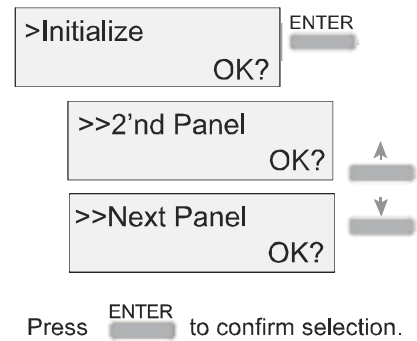 >Initialize ENTER
OK?
>>2'nd Panel
OK?
>>Next Panel
OK?
Press ENTER to confirm selection.